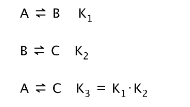 A ⇌ B K₁
B ⇌ C K₂
A ⇌ C K₃ = K₁·K₂